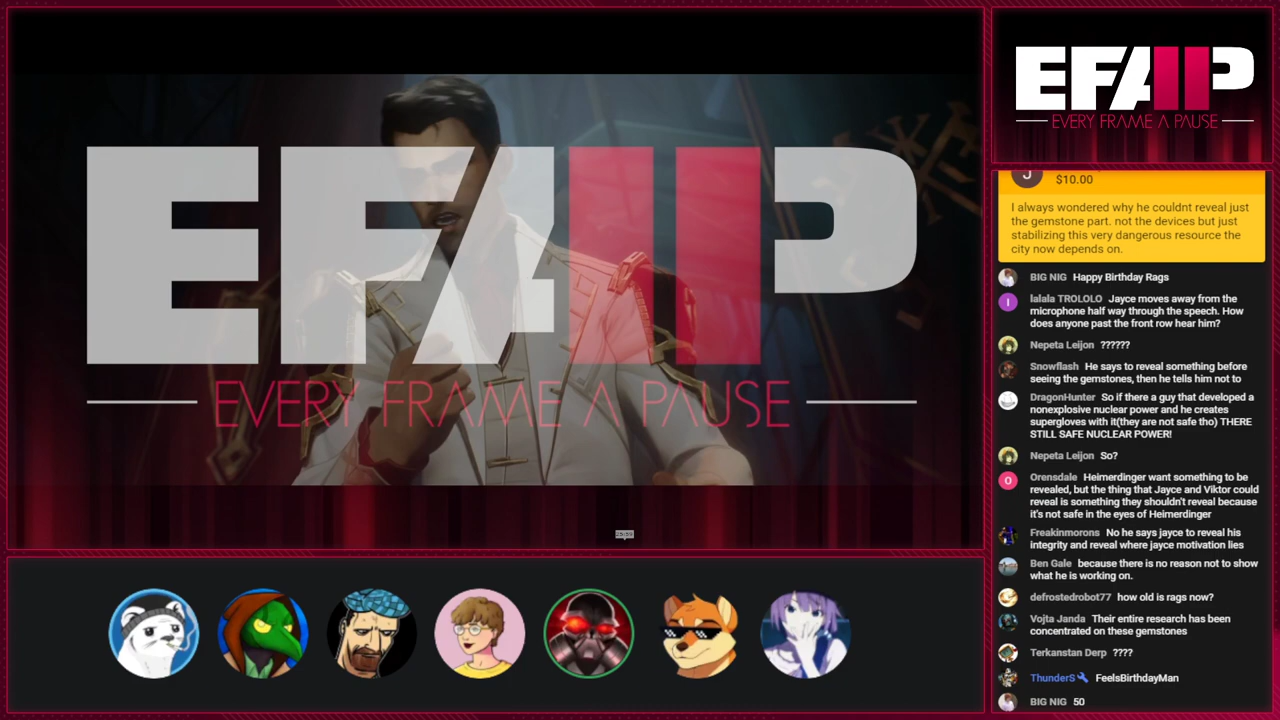 EFAP
EVERY FRAME A PAUSE
EFAP
EVERY FRAME A PAUSE
J
$10.00
I always wondered why he couldnt reveal just
the gemstone part. not the devices but just
stabilizing this very dangerous resource the
city now depends on.
BIG NIG Happy Birthday Rags
l
lalala TROLOLO Jayce moves away from the
microphone half way through the speech. How
does anyone past the front row hear him?
Nepeta Leijon ??????
Snowflash He says to reveal something before
seeing the gemstones, then he tells him not to
DragonHunter So if there a guy that developed a
nonexplosive nuclear power and he creates
supergloves with it(they are not safe tho) THERE
STILL SAFE NUCLEAR POWER!
Nepeta Leijon So?
O
Orensdale Heimerdinger want something to be
revealed, but the thing that Jayce and Viktor could
reveal is something they shouldn't reveal because
it's not safe in the eyes of Heimerdinger
Freakinmorons No he says jayce to reveal his
integrity and reveal where jayce motivation lies
Ben Gale because there is no reason not to show
what he is working on.
defrostedrobot77 how old is rags now?
Vojta Janda Their entire research has been
concentrated on these gemstones
Terkanstan Derp ????
ThunderS FeelsBirthdayMan
BIG NIG 50